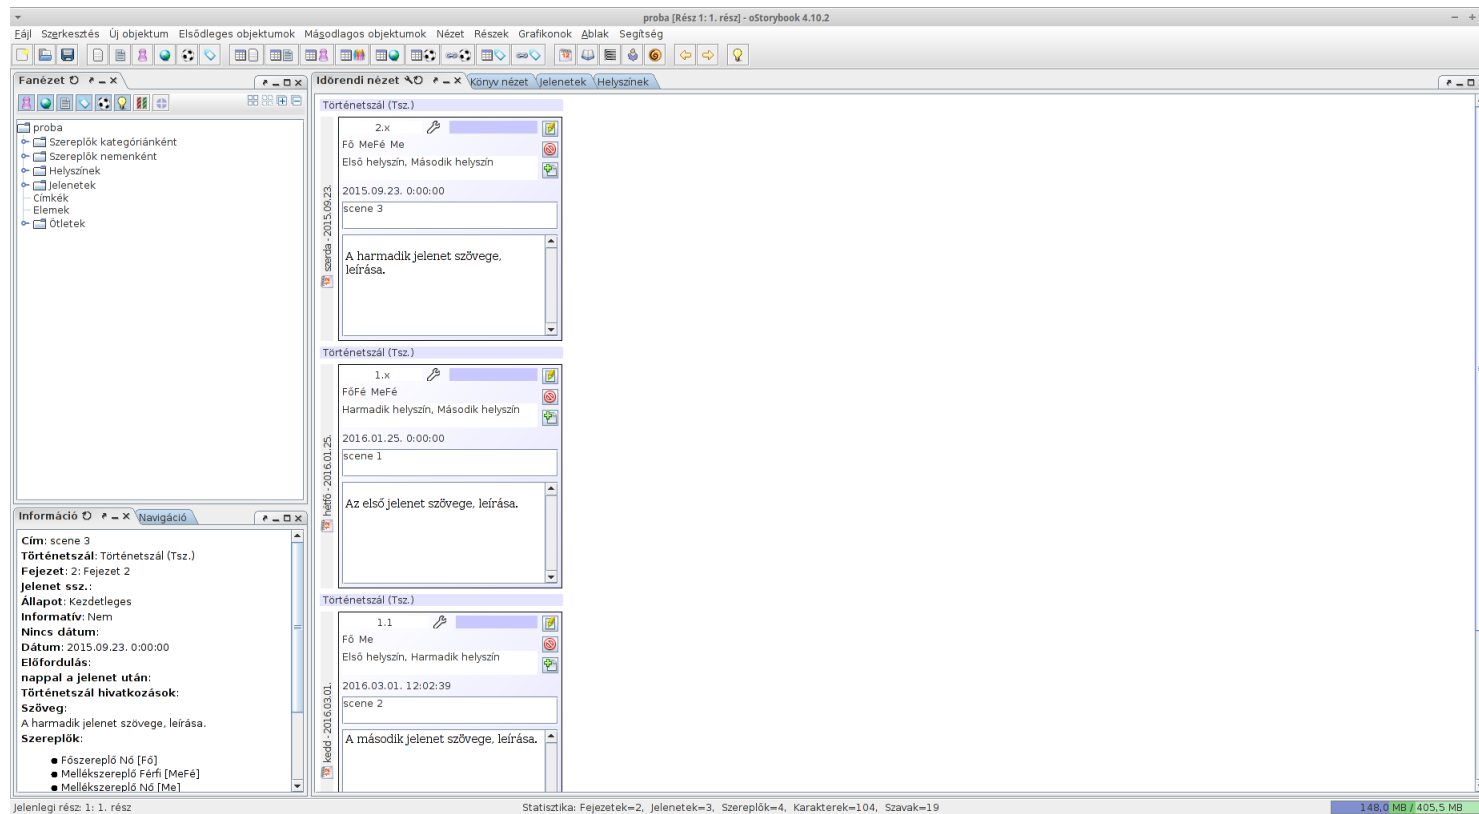 proba [Rész 1: 1. rész] - oStorybook 4.10.2
Fájl Szerkesztés Új objektum Elsődleges objektumok Másodlagos objektumok Nézet Részek Grafikonok Ablak Segítség
Fanézet
proba
Szereplők kategóriánként
Szereplők nemenként
Helyszínek
Jelenetek
Címkék
Elemek
Ötletek
Információ Navigáció
Cím: scene 3
Történetszál: Történetszál (Tsz.)
Fejezet: 2: Fejezet 2
Jelenet ssz.:
Állapot: Kezdetleges
Informatív: Nem
Nincs dátum:
Dátum: 2015.09.23. 0:00:00
Előfordulás:
nappal a jelenet után:
Történetszál hivatkozások:
Szöveg:
A harmadik jelenet szövege, leírása.
Szereplők:
Főszereplő Nő [Fő]
Mellékszereplő Férfi [MeFé]
Mellékszereplő Nő [Me]
Időrendi nézet Könyv nézet Jelenetek Helyszínek
Történetszál (Tsz.)
szerda - 2015.09.23.
2.x
Fő MeFé Me
Első helyszín, Második helyszín
2015.09.23. 0:00:00
scene 3
A harmadik jelenet szövege,
leírása.
Történetszál (Tsz.)
hétfő - 2016.01.25.
1.x
FőFé MeFé
Harmadik helyszín, Második helyszín
2016.01.25. 0:00:00
scene 1
Az első jelenet szövege, leírása.
Történetszál (Tsz.)
kedd - 2016.03.01.
1.1
Fő Me
Első helyszín, Harmadik helyszín
2016.03.01. 12:02:39
scene 2
A második jelenet szövege, leírása.
Jelenlegi rész: 1: 1. rész
Statisztika: Fejezetek=2, Jelenetek=3, Szereplők=4, Karakterek=104, Szavak=19
148,0 MB / 405,5 MB